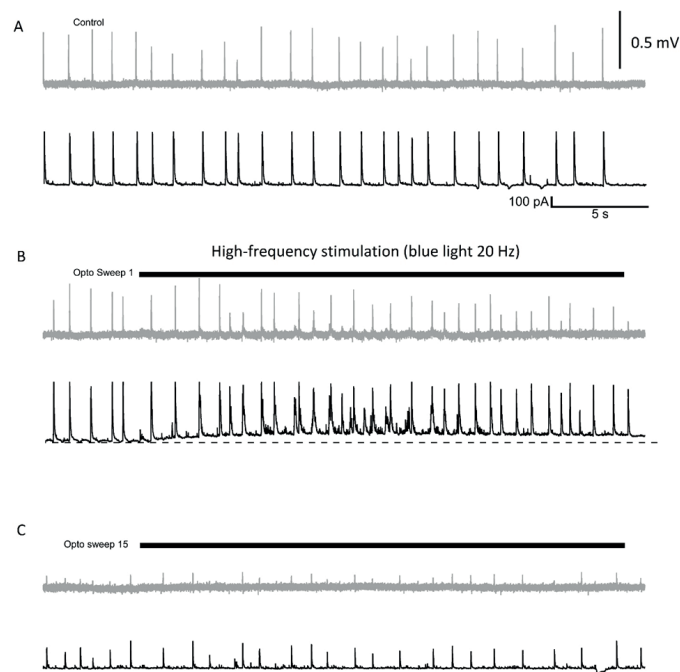 A
Control
0.5 mV
100 pA
5 s
B
High-frequency stimulation (blue light 20 Hz)
Opto Sweep 1
C
Opto sweep 15